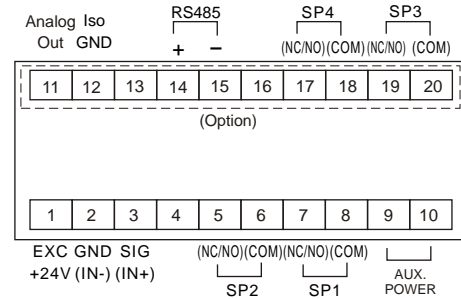 Analog Iso RS485 SP4 SP3
Out GND + – (NC/NO)(COM)(NC/NO) (COM)
11 12 13 14 15 16 17 18 19 20
(Option)
1 2 3 4 5 6 7 8 9 10
EXC GND SIG (NC/NO)(COM)(NC/NO)(COM)
+24V (IN-) (IN+) SP2 SP1 AUX.
POWER